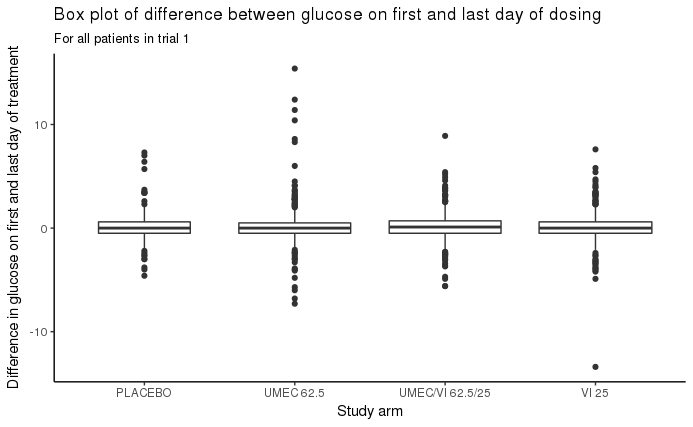 Box plot of difference between glucose on first and last day of dosing
For all patients in trial 1
Difference in glucose on first and last day of treatment
10
0
-10
PLACEBO
UMEC 62.5
UMEC/VI 62.5/25
VI 25
Study arm